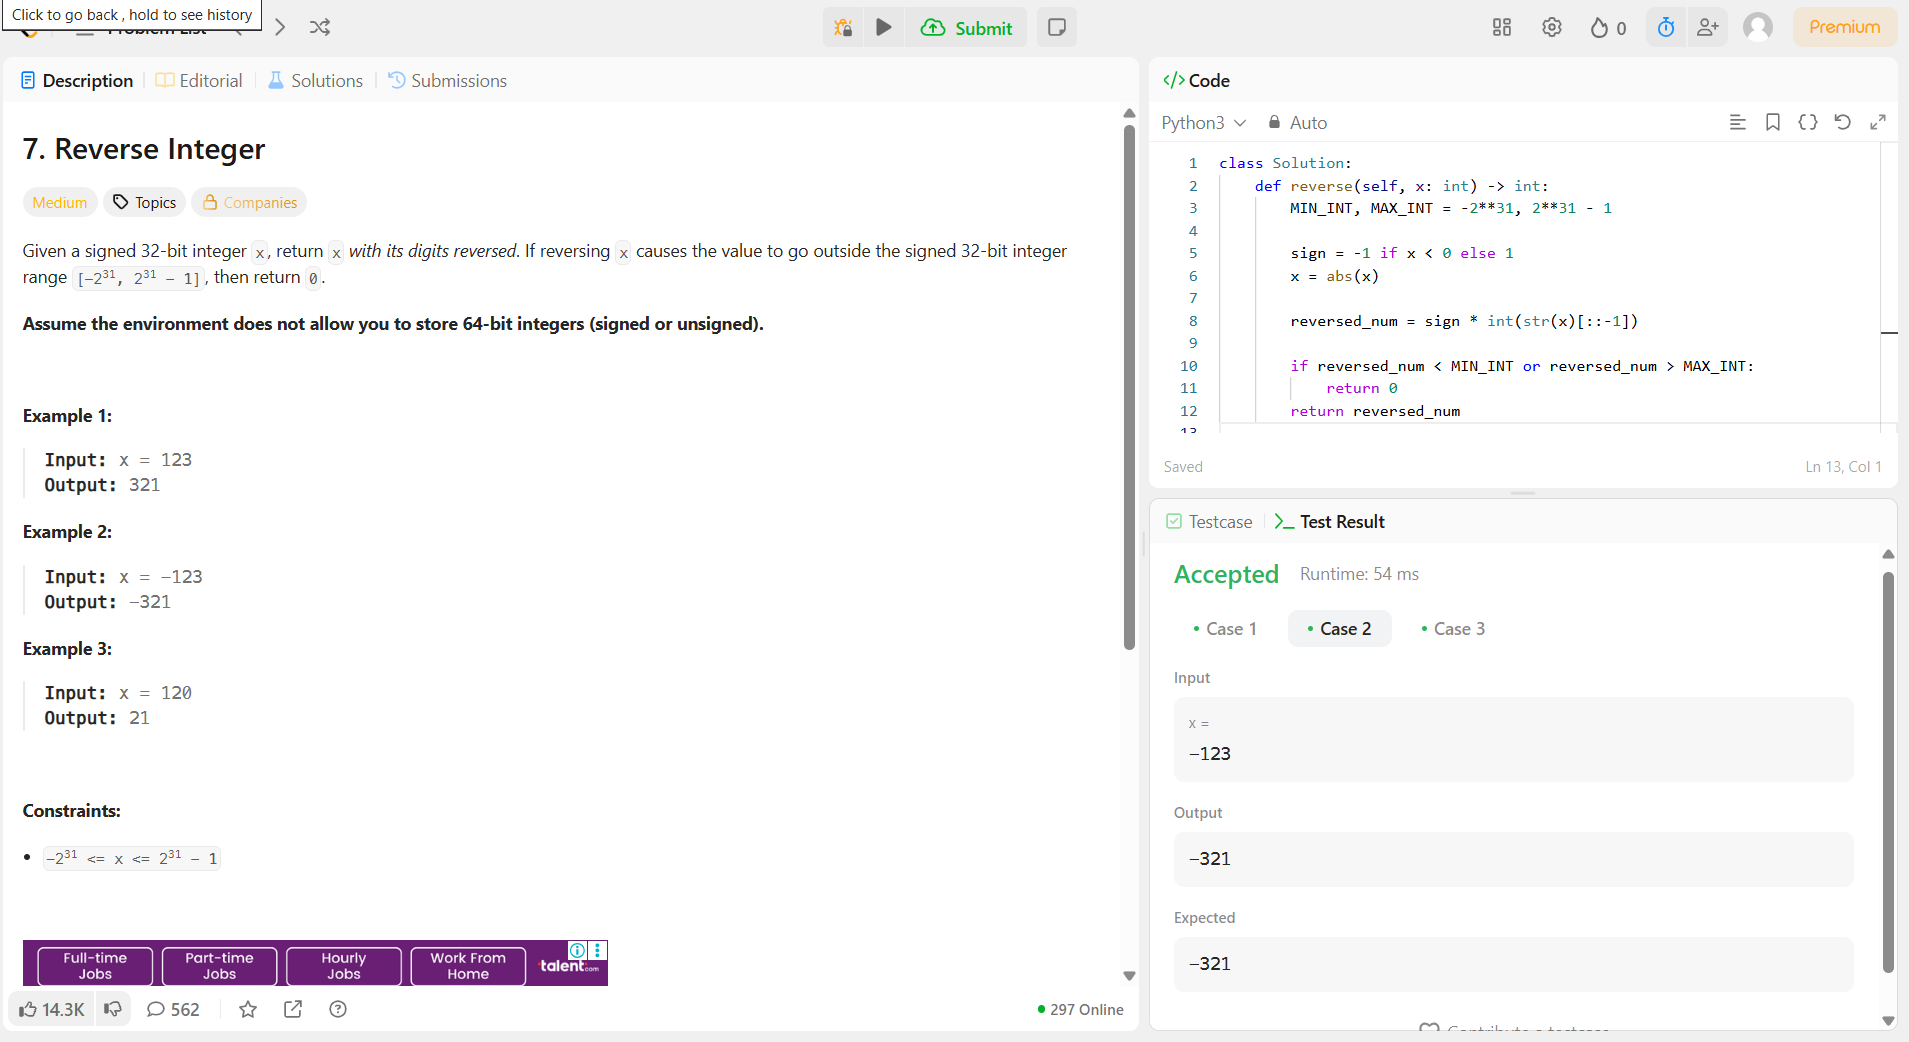 Click to go back , hold to see history
Problem List
Submit
0
Premium
Description
Editorial
Solutions
Submissions
7. Reverse Integer
Medium
Topics
Companies
Given a signed 32-bit integer x, return x with its digits reversed. If reversing x causes the value to go outside the signed 32-bit integer
range [-2³¹, 2³¹ - 1], then return 0.
Assume the environment does not allow you to store 64-bit integers (signed or unsigned).
Example 1:
Input: x = 123
Output: 321
Example 2:
Input: x = -123
Output: -321
Example 3:
Input: x = 120
Output: 21
Constraints:
-2³¹ <= x <= 2³¹ - 1
Full-time
Jobs
Part-time
Jobs
Hourly
Jobs
Work From
Home
talent.com
14.3K
562
297 Online
</> Code
Python3
Auto
1 class Solution:
2     def reverse(self, x: int) -> int:
3         MIN_INT, MAX_INT = -2**31, 2**31 - 1
4
5         sign = -1 if x < 0 else 1
6         x = abs(x)
7
8         reversed_num = sign * int(str(x)[::-1])
9
10         if reversed_num < MIN_INT or reversed_num > MAX_INT:
11             return 0
12         return reversed_num
13
Saved
Ln 13, Col 1
Testcase
Test Result
Accepted
Runtime: 54 ms
Case 1
Case 2
Case 3
Input
x =
-123
Output
-321
Expected
-321
Contribute a testcase